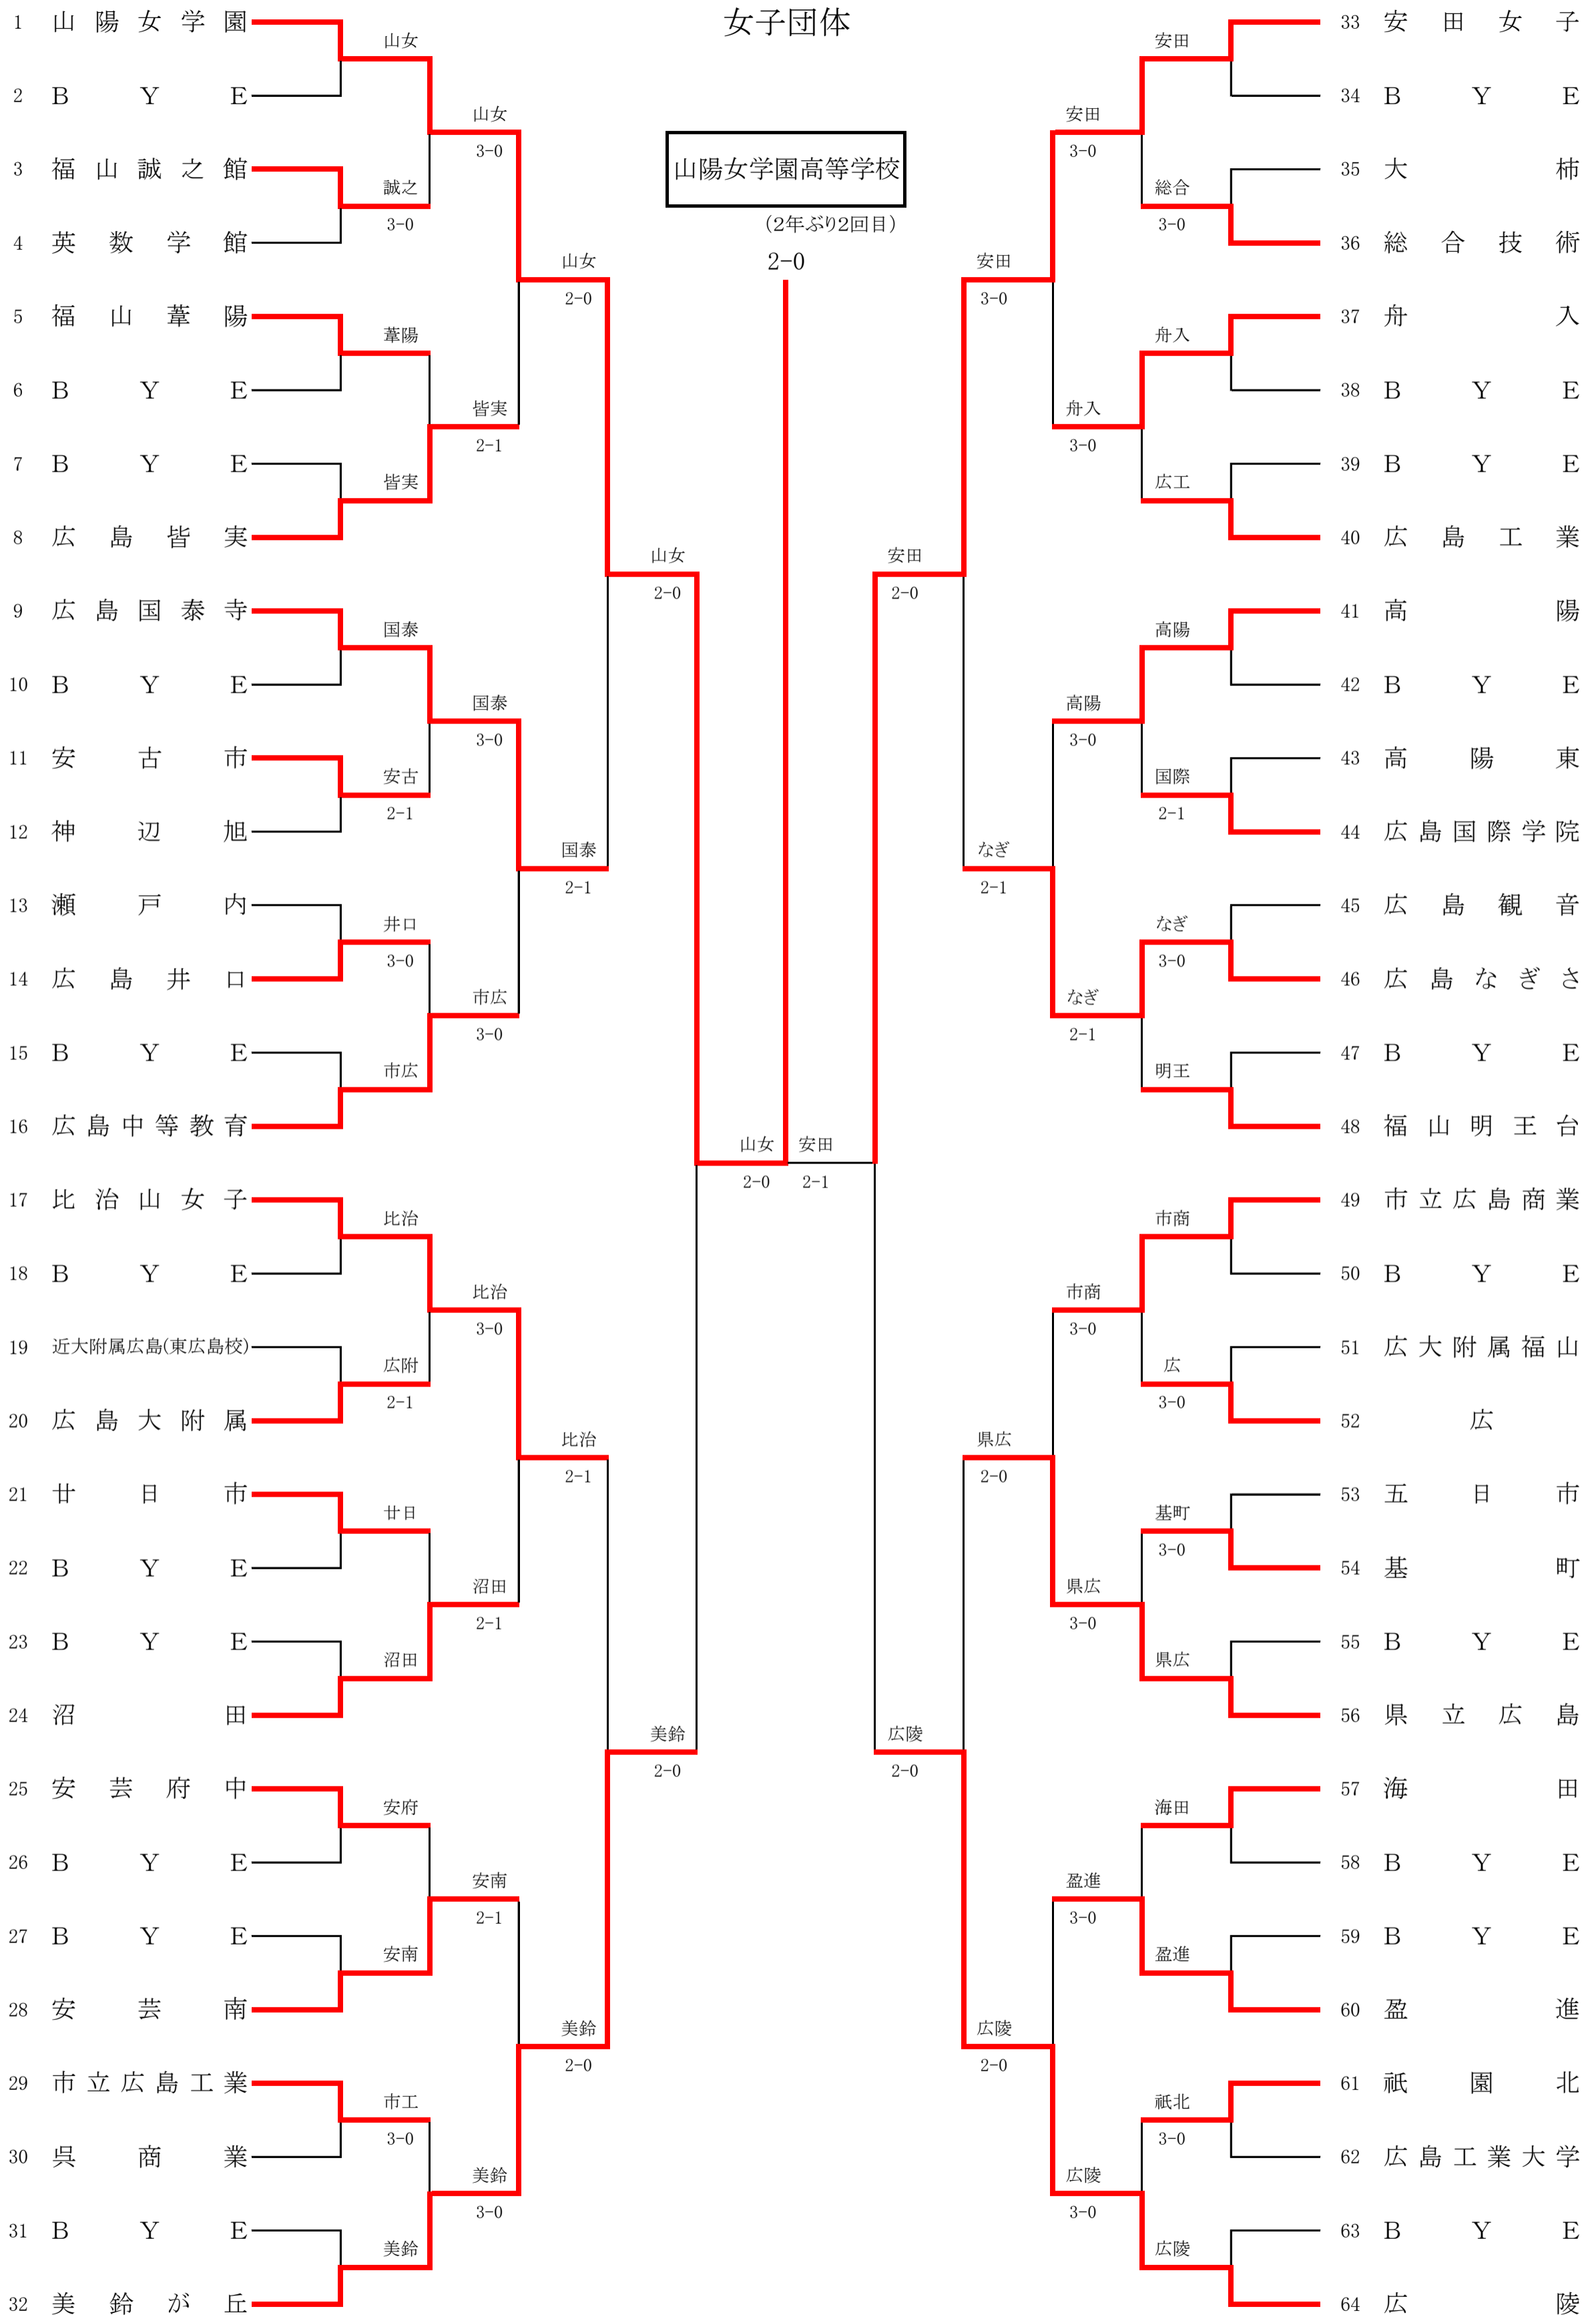 女子団体
山陽女学園高等学校
（2年ぶり2回目）
2-0
1 山陽女学園
2 BYE
3 福山誠之館
4 英数学館
5 福山葦陽
6 BYE
7 BYE
8 広島皆実
9 広島国泰寺
10 BYE
11 安古市
12 神辺旭
13 瀬戸内
14 広島井口
15 BYE
16 広島中等教育
17 比治山女子
18 BYE
19 近大附属広島(東広島校)
20 広島大附属
21 廿日市
22 BYE
23 BYE
24 沼田
25 安芸府中
26 BYE
27 BYE
28 安芸南
29 市立広島工業
30 呉商業
31 BYE
32 美鈴が丘
山女
誠之
3-0
葦陽
皆実
国泰
安古
2-1
井口
3-0
市広
比治
広附
2-1
廿日
沼田
安府
安南
市工
3-0
美鈴
山女
3-0
皆実
2-1
国泰
3-0
市広
3-0
比治
3-0
沼田
2-1
安南
2-1
美鈴
3-0
山女
2-0
国泰
2-1
比治
2-1
美鈴
2-0
山女
2-0
美鈴
2-0
山女
2-0
安田
2-1
安田
2-0
広陵
2-0
安田
3-0
なぎ
2-1
県広
2-0
広陵
2-0
安田
3-0
舟入
3-0
高陽
3-0
なぎ
2-1
市商
3-0
県広
3-0
盈進
3-0
広陵
3-0
安田
総合
3-0
舟入
広工
高陽
国際
2-1
なぎ
3-0
明王
市商
広
3-0
基町
3-0
県広
海田
盈進
祇北
3-0
広陵
33 安田女子
34 BYE
35 大柿
36 総合技術
37 舟入
38 BYE
39 BYE
40 広島工業
41 高陽
42 BYE
43 高陽東
44 広島国際学院
45 広島観音
46 広島なぎさ
47 BYE
48 福山明王台
49 市立広島商業
50 BYE
51 広大附属福山
52 広
53 五日市
54 基町
55 BYE
56 県立広島
57 海田
58 BYE
59 BYE
60 盈進
61 祇園北
62 広島工業大学
63 BYE
64 広陵